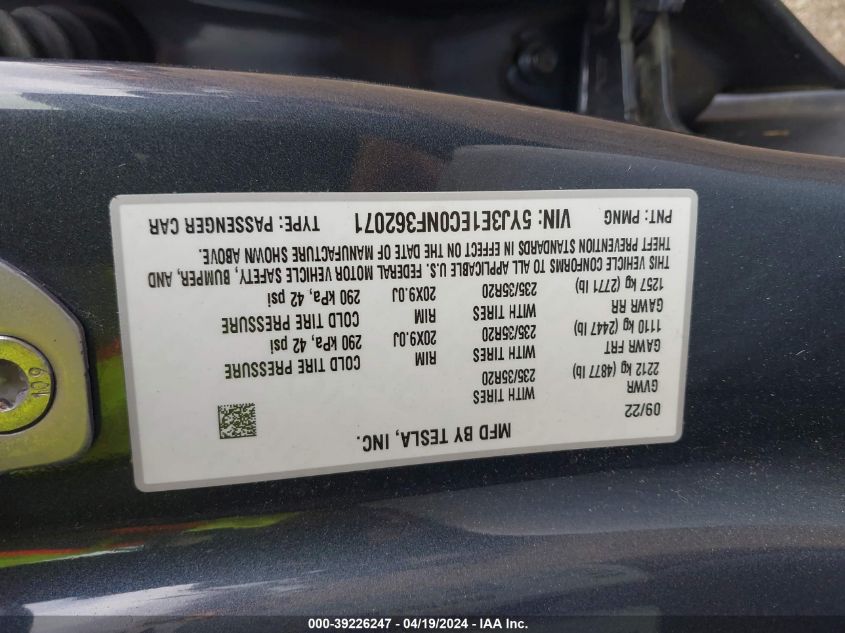 MFD BY TESLA, INC.
09/22
GVWR WITH TIRES RIM COLD TIRE PRESSURE
2212 kg (4877 lb) 235/35R20 20X9.0J 290 kPa, 42 psi
GAWR FRT WITH TIRES RIM COLD TIRE PRESSURE
1110 kg (2447 lb) 235/35R20 20X9.0J 290 kPa, 42 psi
GAWR RR WITH TIRES
1257 kg (2771 lb) 235/35R20
THIS VEHICLE CONFORMS TO ALL APPLICABLE U.S. FEDERAL MOTOR VEHICLE SAFETY, BUMPER, AND
THEFT PREVENTION STANDARDS IN EFFECT ON THE DATE OF MANUFACTURE SHOWN ABOVE.
PNT: PMNG VIN: 5YJ3E1EC0NF362071 TYPE: PASSENGER CAR
109
000-39226247 - 04/19/2024 - IAA Inc.